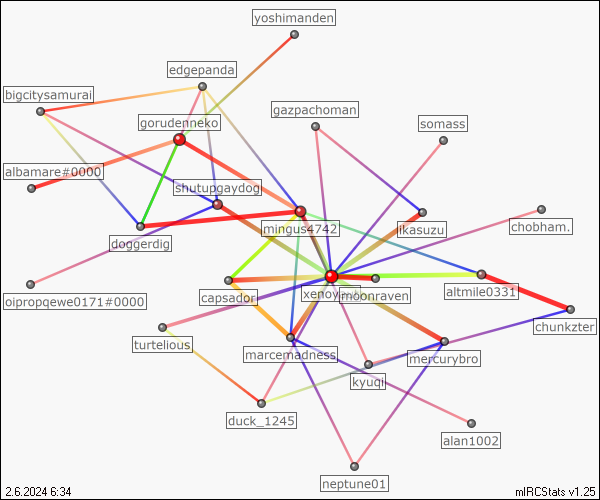 yoshimanden
edgepanda
bigcitysamurai
gazpachoman
gorudenneko
somass
albamare#0000
shutupgaydog
mingus4742
doggerdig
ikasuzu
chobham.
oipropqewe0171#0000
capsador
moonraven
altmile0331
chunkzter
turtelious
marcemadness
mercurybro
kyuqi
duck_1245
alan1002
neptune01
2.6.2024 6:34
mIRCStats v1.25